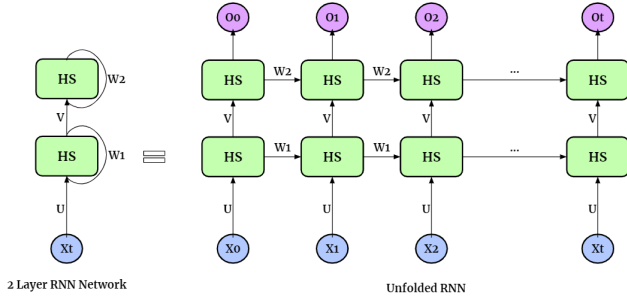 O0 O1 O2 Ot
HS W2 HS W2 HS W2 HS ... HS
V V V V V
HS W1 HS W1 HS W1 HS ... HS
U U U U U
Xt X0 X1 X2 Xt
2 Layer RNN Network
Unfolded RNN